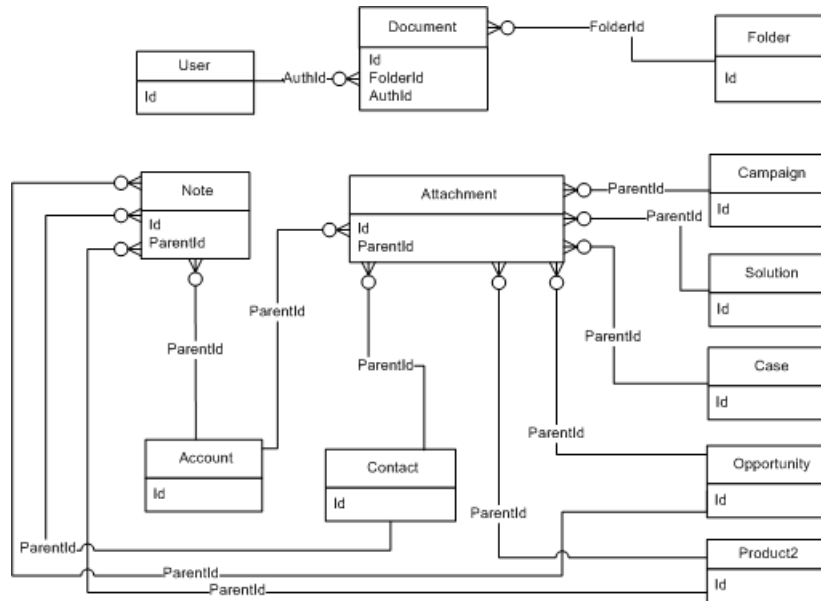 Document
Id
FolderId
AuthId
FolderId
Folder
Id
User
Id
AuthId
Note
Id
ParentId
Attachment
Id
ParentId
ParentId
Campaign
Id
ParentId
Solution
Id
ParentId
ParentId
ParentId
ParentId
Case
Id
Account
Id
Contact
Id
ParentId
Opportunity
Id
ParentId
ParentId
ParentId
ParentId
Product2
Id